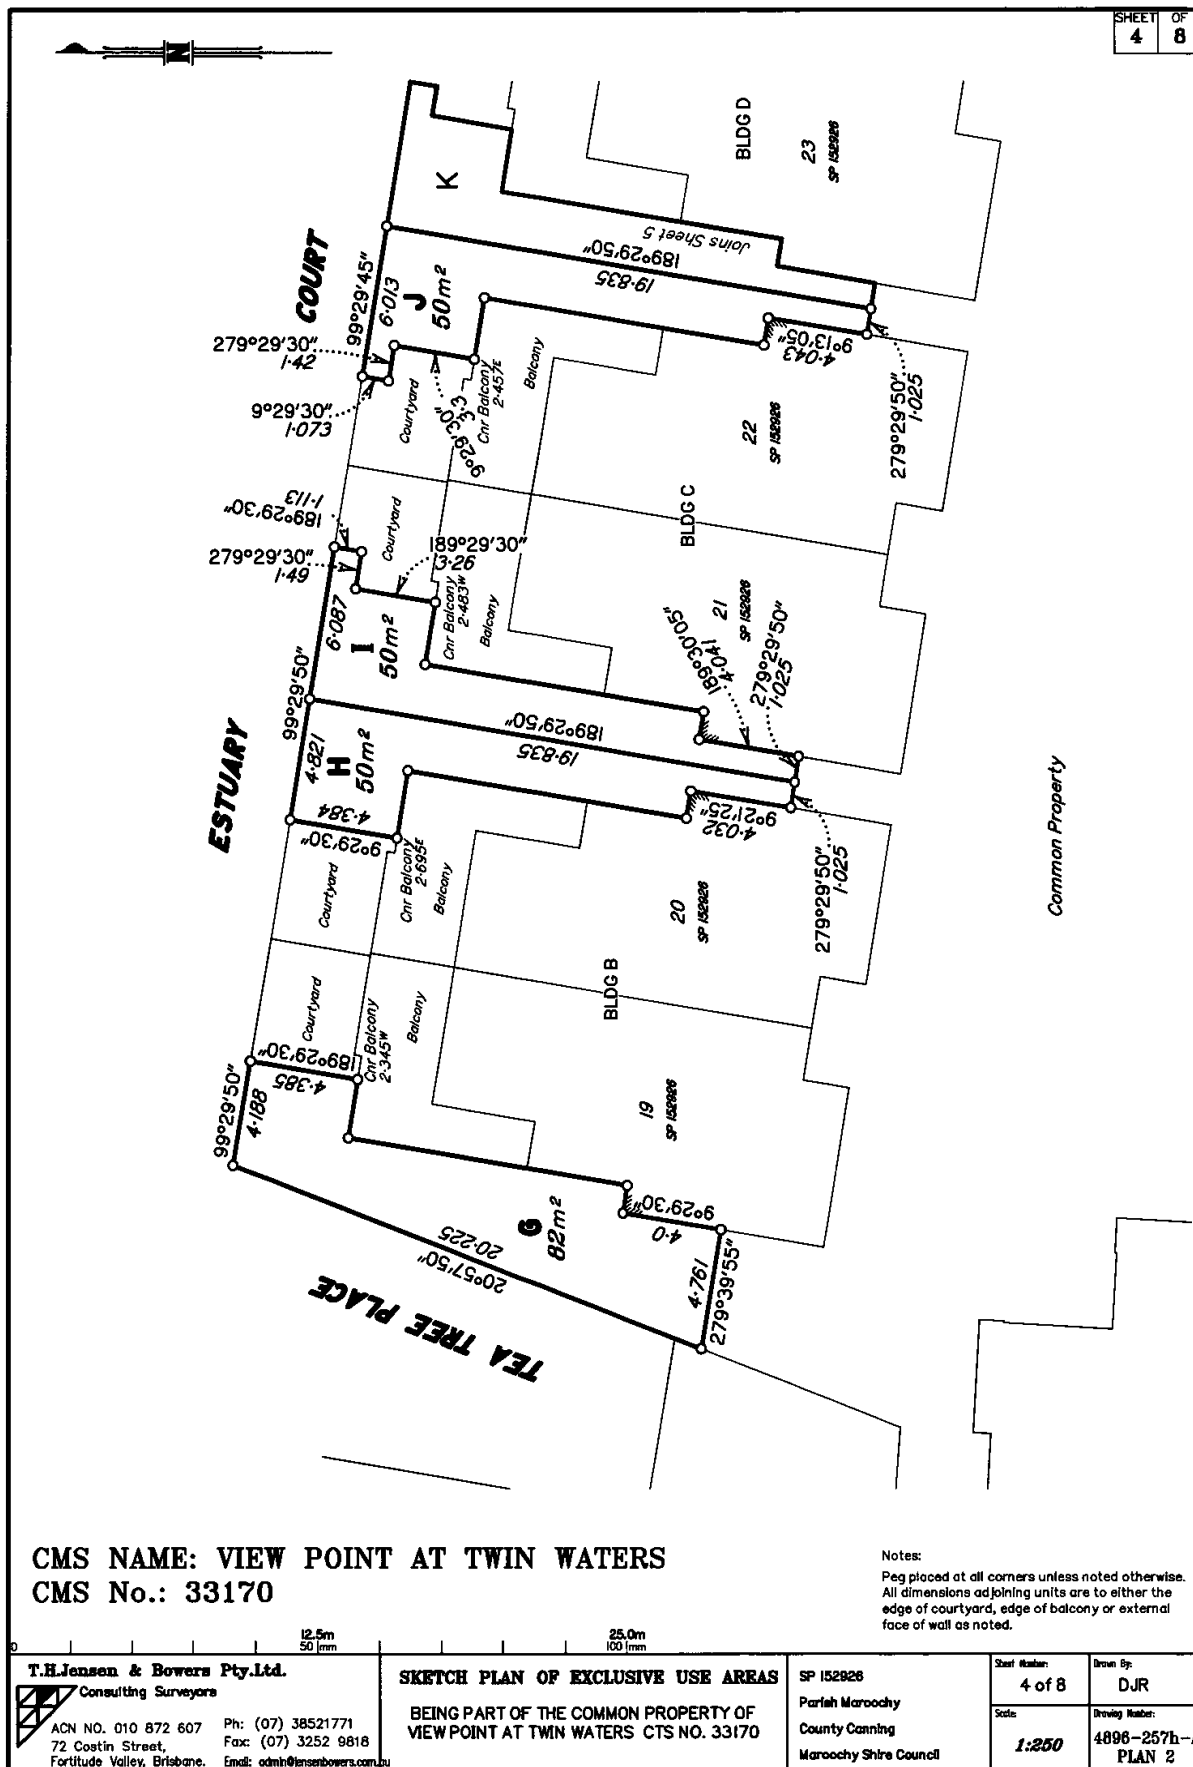 SHEET OF
4 8
N
BLDG D
23
SP 152926
K
Joins Sheet 5
COURT
99°29'45"
6·013
J
50m²
189°29'50"
19·835
279°29'30"
1·42
9°29'30"
1·073
Courtyard
9°29'30"
3·3
Cnr Balcony
2·457E
Balcony
9°13'05"
4·043
279°29'50"
1·025
22
SP 152926
BLDG C
189°29'30"
1·113
279°29'30"
1·49
Courtyard
189°29'30"
3·26
Cnr Balcony
2·483W
Balcony
21
SP 152926
189°30'05"
4·041
279°29'50"
1·025
99°29'50"
6·087
I
50m²
ESTUARY
4·821
H
50m²
189°29'50"
19·835
4·384
9°29'30"
Courtyard
Cnr Balcony
2·695E
Balcony
9°21'25"
4·032
279°29'50"
1·025
20
SP 152926
BLDG B
Common Property
Courtyard
189°29'30"
4·385
Cnr Balcony
2·345W
Balcony
99°29'50"
4·188
19
SP 152926
G
82m²
9°29'30"
4·0
20·225
20°57'50"
4·761
279°39'55"
TEA TREE PLACE
CMS NAME: VIEW POINT AT TWIN WATERS
CMS No.: 33170
Notes:
Peg placed at all corners unless noted otherwise.
All dimensions adjoining units are to either the
edge of courtyard, edge of balcony or external
face of wall as noted.
0 12.5m 25.0m
50 mm 100 mm
T.H.Jensen & Bowers Pty.Ltd.
Consulting Surveyors
ACN NO. 010 872 607
72 Costin Street,
Fortitude Valley, Brisbane.
Ph: (07) 38521771
Fax: (07) 3252 9818
Email: admin@jensenbowers.com.au
SKETCH PLAN OF EXCLUSIVE USE AREAS
BEING PART OF THE COMMON PROPERTY OF
VIEW POINT AT TWIN WATERS CTS NO. 33170
SP 152926
Parish Maroochy
County Canning
Maroochy Shire Council
Sheet Number:
4 of 8
Drawn By:
DJR
Scale:
1:250
Drawing Number:
4896-257h-
PLAN 2